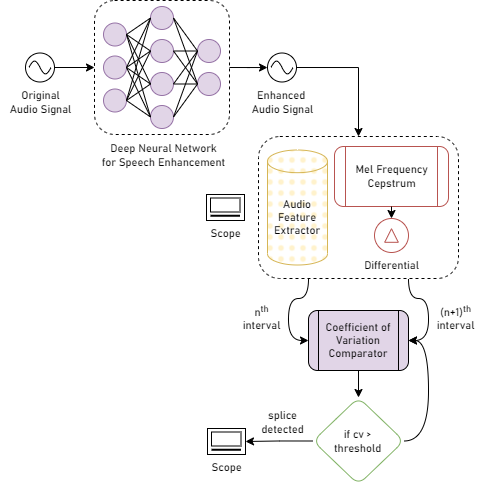 Original
Audio Signal
Deep Neural Network
for Speech Enhancement
Enhanced
Audio Signal
Audio
Feature
Extractor
Mel Frequency
Cepstrum
Differential
Scope
nth
interval
(n+1)th
interval
Coefficient of
Variation
Comparator
if cv >
threshold
splice
detected
Scope